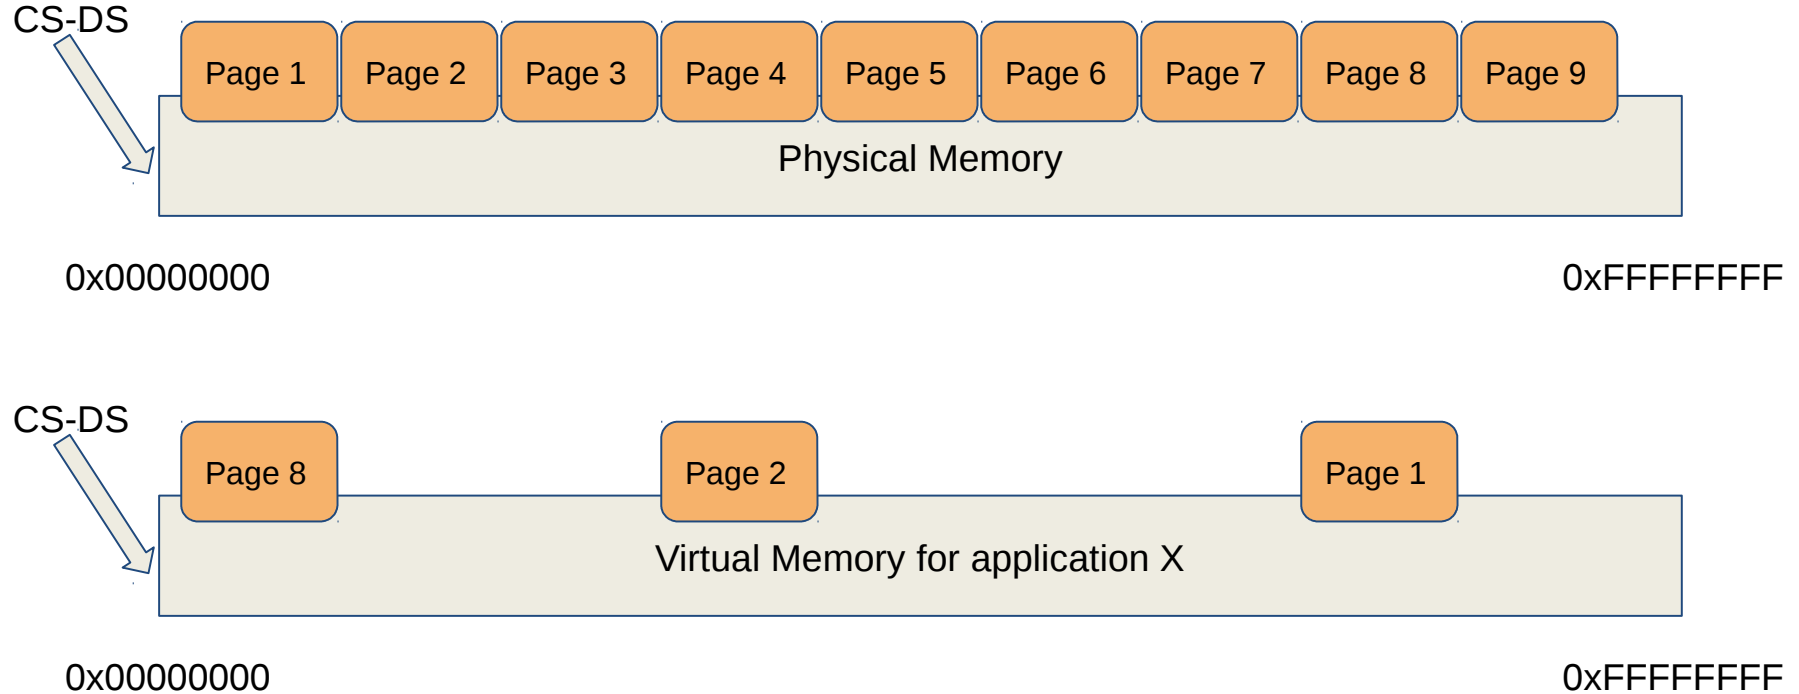 CS-DS
Page 1 Page 2 Page 3 Page 4 Page 5 Page 6 Page 7 Page 8 Page 9
Physical Memory
0x00000000 0xFFFFFFFF
CS-DS
Page 8 Page 2 Page 1
Virtual Memory for application X
0x00000000 0xFFFFFFFF